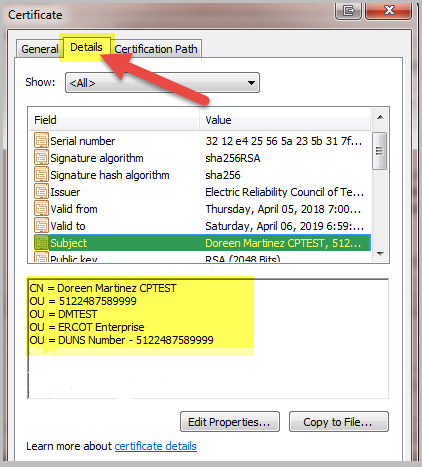 Certificate
General Details Certification Path
Show: <All>
Field Value
Serial number 32 12 e4 25 56 5a 23 5b 31 7f...
Signature algorithm sha256RSA
Signature hash algorithm sha256
Issuer Electric Reliability Council of Te...
Valid from Thursday, April 05, 2018 7:00...
Valid to Saturday, April 06, 2019 6:59:...
Subject Doreen Martinez CPTEST, 512...
Public key RSA (2048 Bits)
CN = Doreen Martinez CPTEST
OU = 5122487589999
OU = DMTEST
OU = ERCOT Enterprise
OU = DUNS Number - 5122487589999
Edit Properties... Copy to File...
Learn more about certificate details